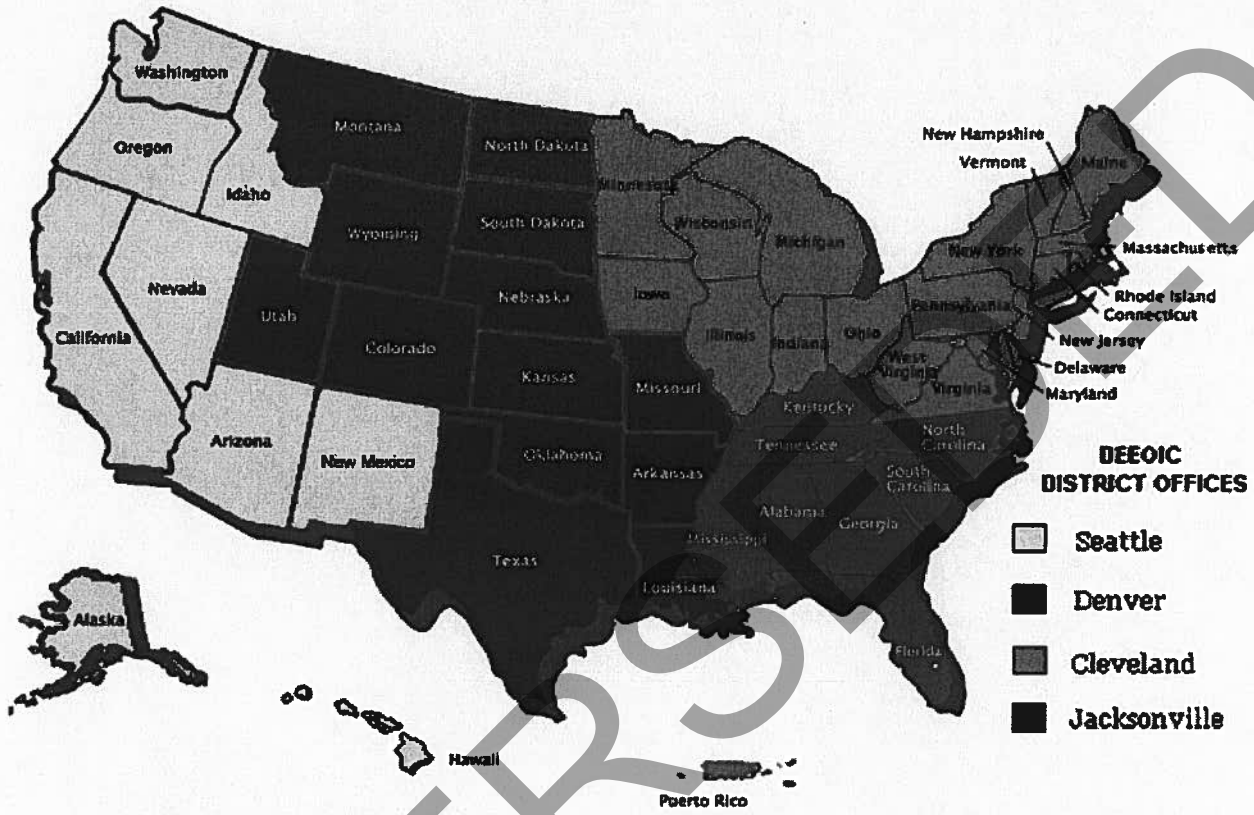 Washington
Montana
North Dakota
Minnesota
New Hampshire
Vermont
Maine
Oregon
Idaho
South Dakota
Wisconsin
Michigan
New York
Massachusetts
Wyoming
Nevada
Nebraska
Iowa
Pennsylvania
Rhode Island
Connecticut
Utah
California
Colorado
Illinois
Indiana
Ohio
New Jersey
Kansas
Missouri
West
Virginia
Virginia
Delaware
Maryland
Kentucky
Arizona
New Mexico
Oklahoma
Arkansas
Tennessee
North
Carolina
South
Carolina
Alabama
Georgia
Mississippi
Texas
Louisiana
Florida
Alaska
Hawaii
Puerto Rico
DEEOIC
DISTRICT OFFICES
Seattle
Denver
Cleveland
Jacksonville